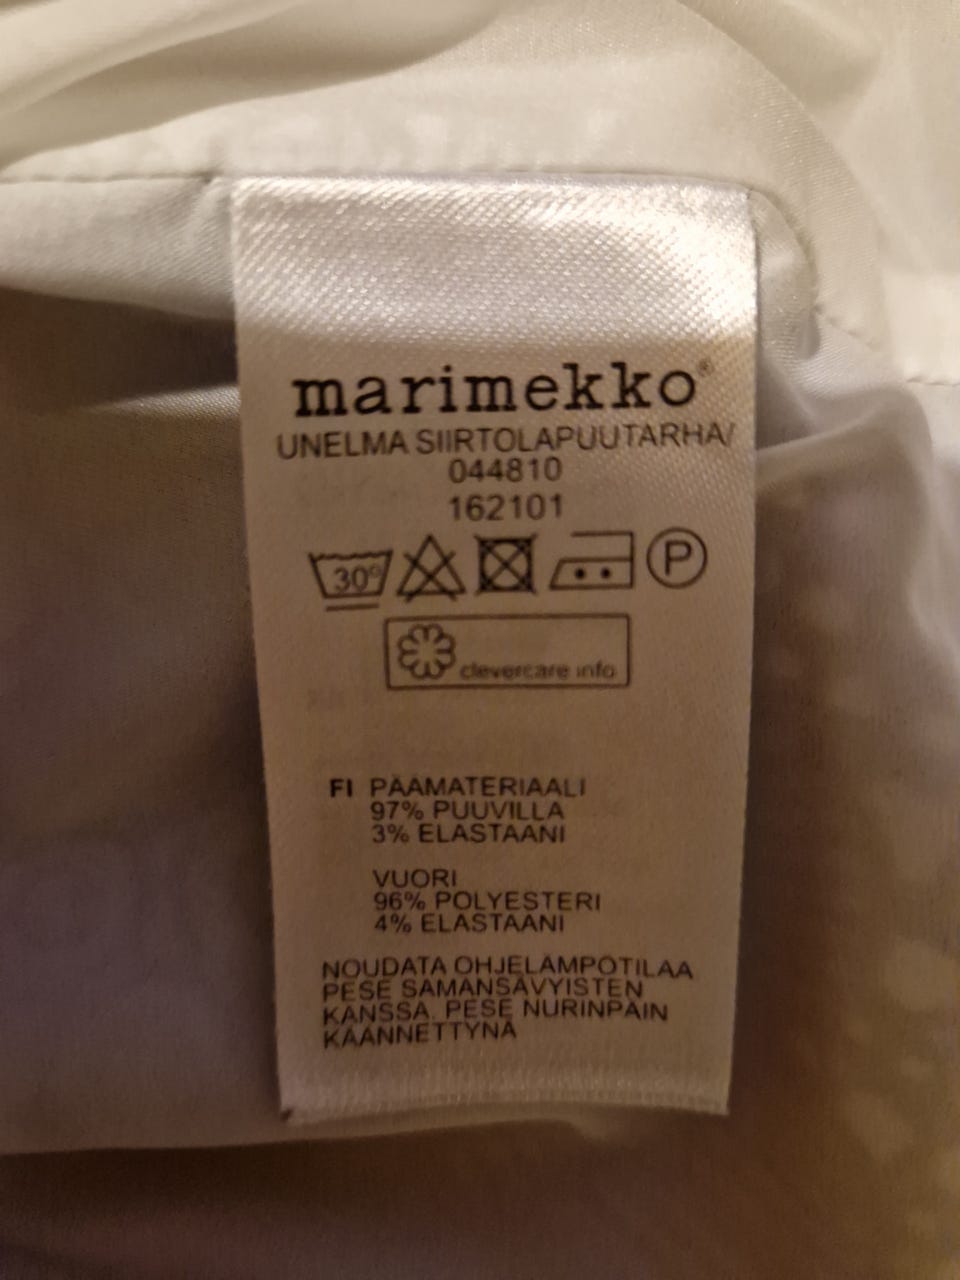 marimekko®
UNELMA SIIRTOLAPUUTARHA/
044810
162101
30°
P
clevercare info
FI PÄÄMATERIAALI
97% PUUVILLA
3% ELASTAANI
VUORI
96% POLYESTERI
4% ELASTAANI
NOUDATA OHJELÄMPÖTILAA
PESE SAMANSÄVYISTEN
KANSSA. PESE NURINPÄIN
KÄÄNNETTYNÄ